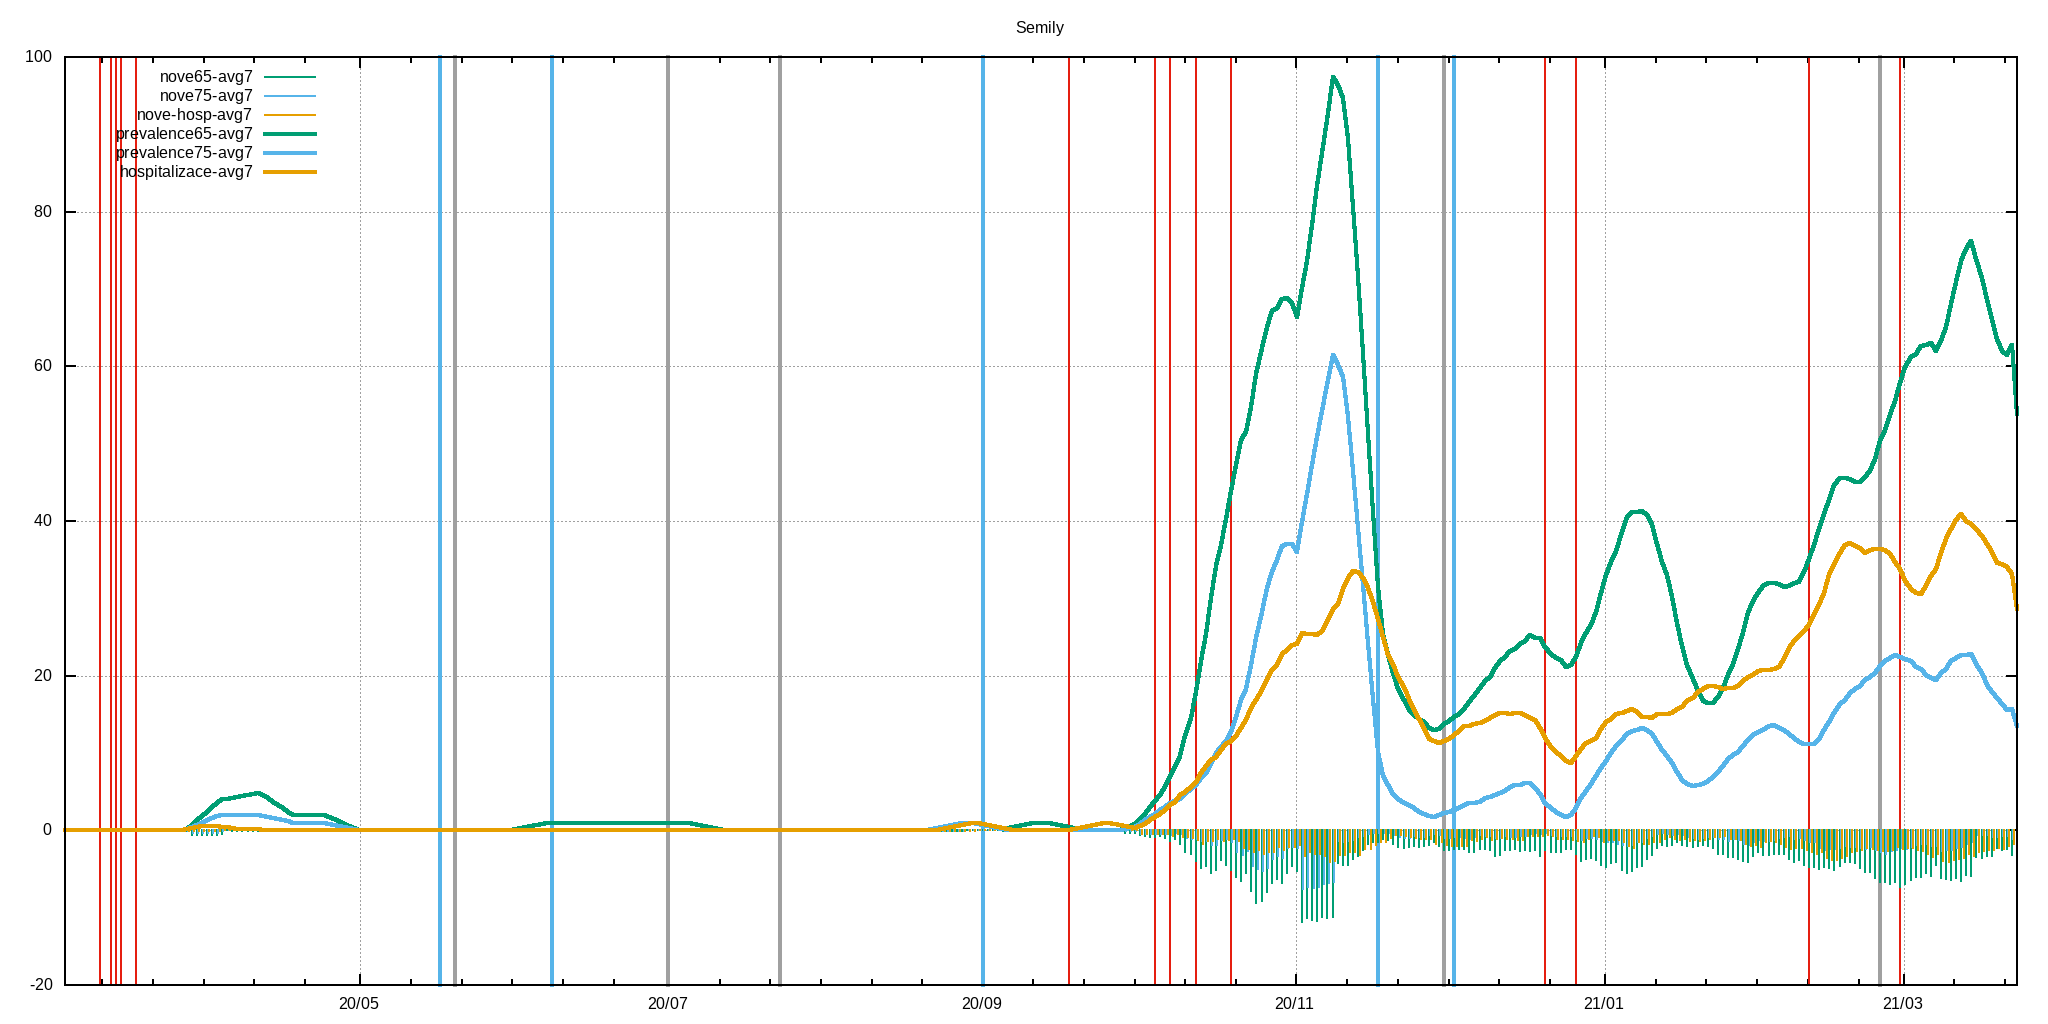 Semily
100
nove65-avg7
nove75-avg7
nove-hosp-avg7
prevalence65-avg7
prevalence75-avg7
hospitalizace-avg7
80
60
40
20
0
-20
20/05 20/07 20/09 20/11 21/01 21/03